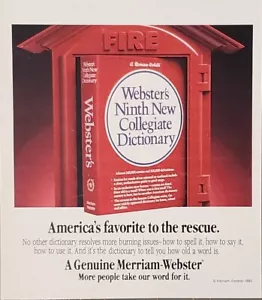 FIRE
A Merriam-Webster
Webster's
Ninth New
Collegiate
Dictionary
Webster's
Ninth New
Collegiate
Dictionary
Webster's
America's favorite to the rescue.
No other dictionary resolves more burning issues–how to spell it, how to say it,
how to use it. And it's the dictionary to tell you how old a word is.
A Genuine Merriam-Webster®
More people take our word for it.